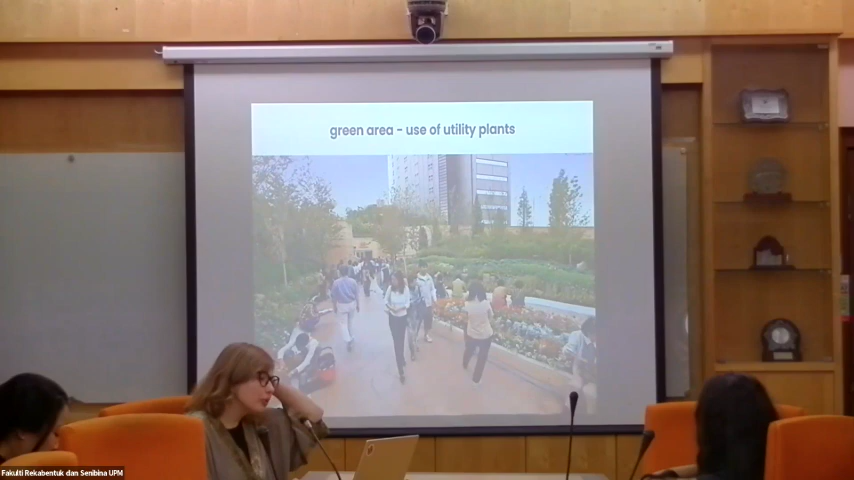 green area - use of utility plants
Fakulti Rekabentuk dan Senibina UPM